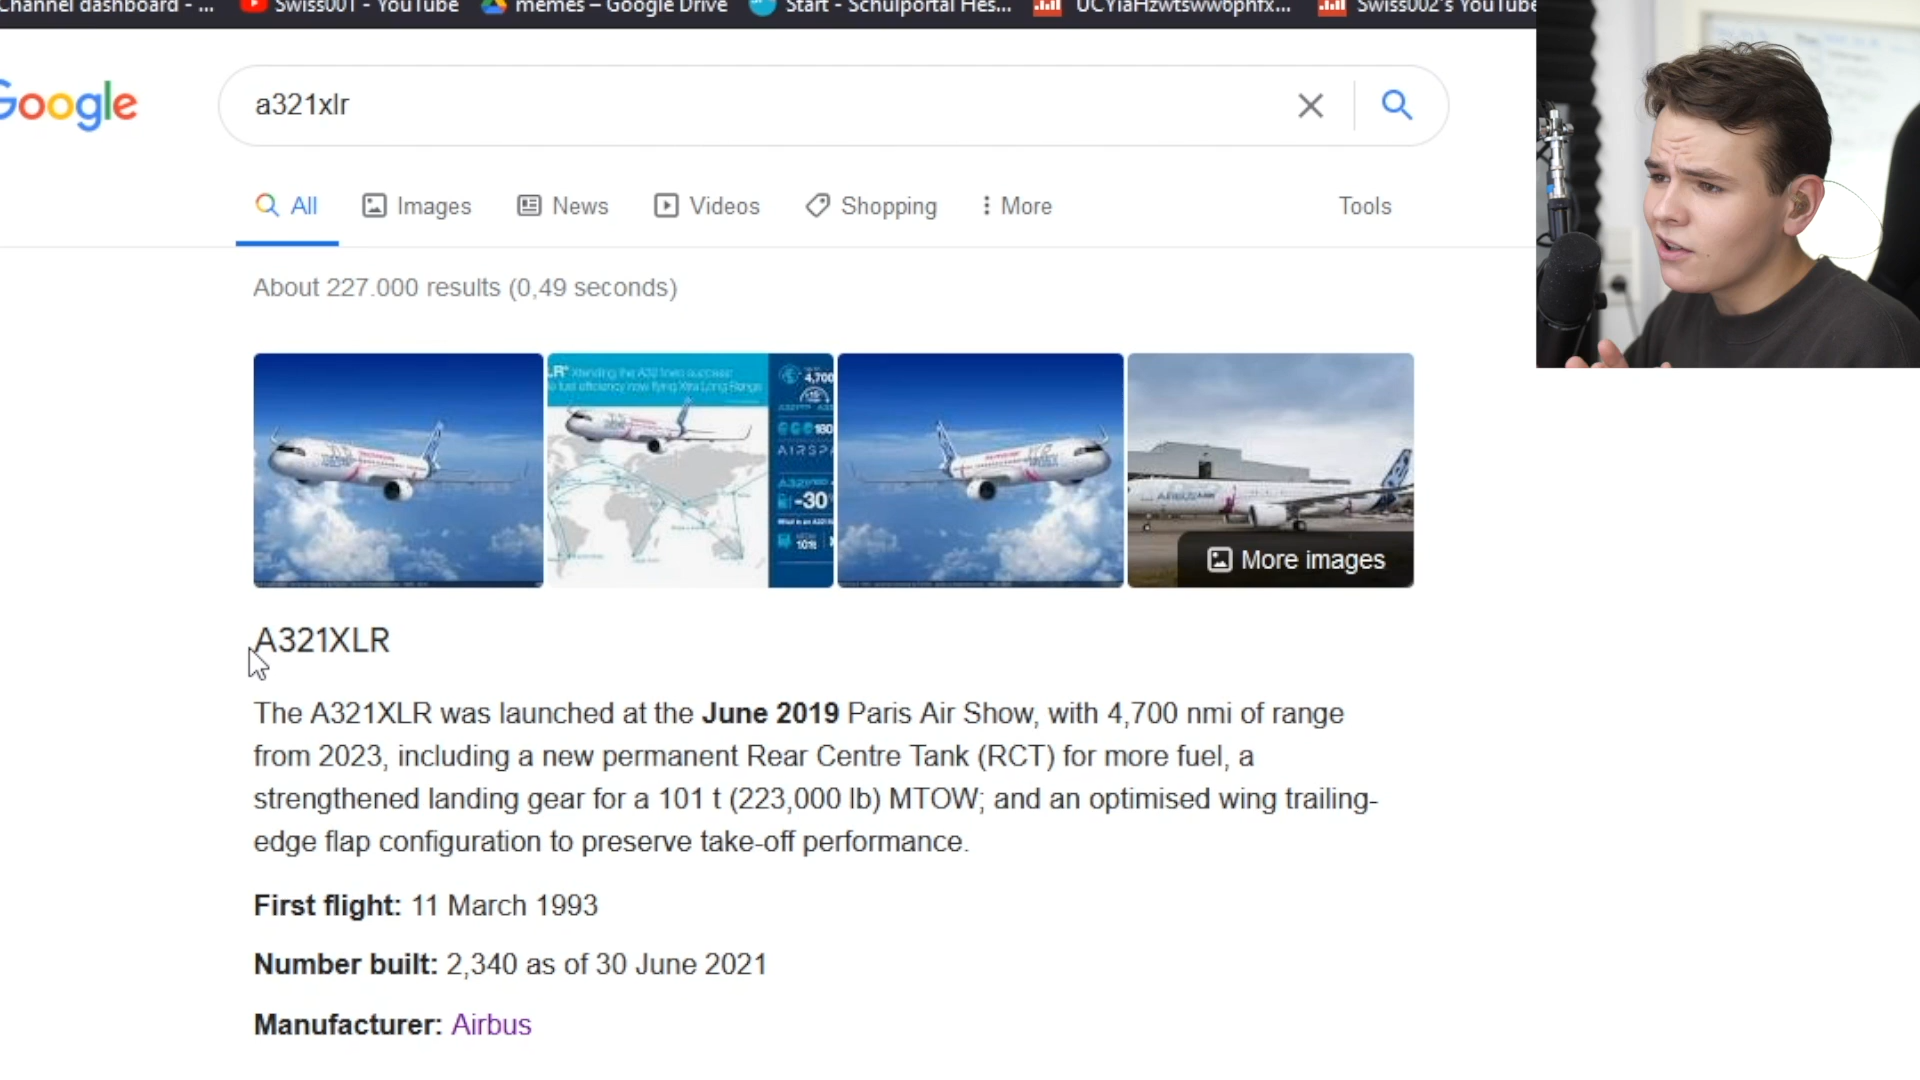 Channel dashboard - ...
Swiss001 - YouTube
memes – Google Drive
Start - Schulportal Hes...
Swiss002's YouTube
Google
a321xlr
All
Images
News
Videos
Shopping
More
Tools
About 227.000 results (0,49 seconds)
4,700
-30
More images
A321XLR
The A321XLR was launched at the June 2019 Paris Air Show, with 4,700 nmi of range
from 2023, including a new permanent Rear Centre Tank (RCT) for more fuel, a
strengthened landing gear for a 101 t (223,000 lb) MTOW; and an optimised wing trailing-
edge flap configuration to preserve take-off performance.
First flight: 11 March 1993
Number built: 2,340 as of 30 June 2021
Manufacturer: Airbus